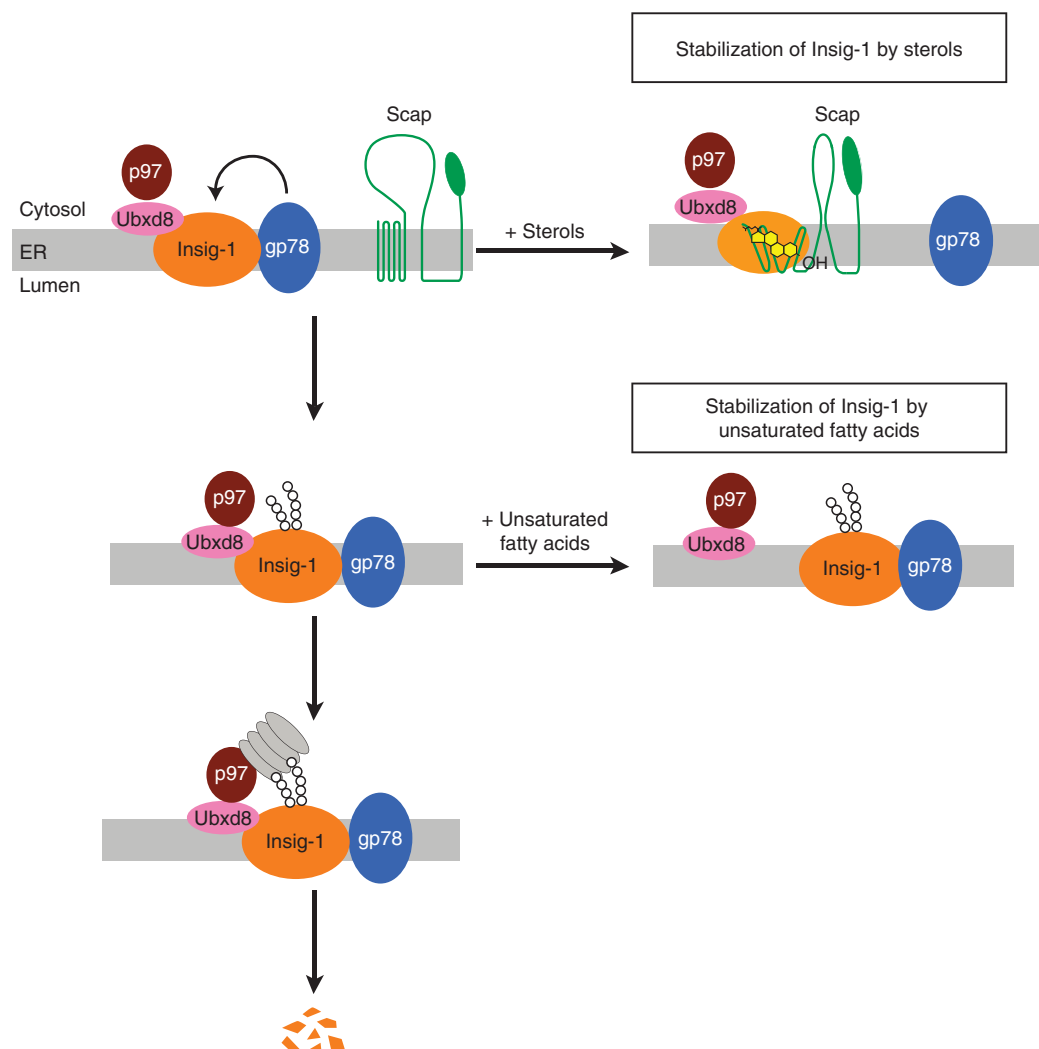 Stabilization of Insig-1 by sterols
Scap
Scap
p97
p97
Cytosol
Ubxd8
Ubxd8
ER
Insig-1
gp78
+ Sterols
gp78
OH
Lumen
Stabilization of Insig-1 by
unsaturated fatty acids
p97
Ubxd8
Insig-1
gp78
+ Unsaturated
fatty acids
p97
Ubxd8
Insig-1
gp78
p97
Ubxd8
Insig-1
gp78